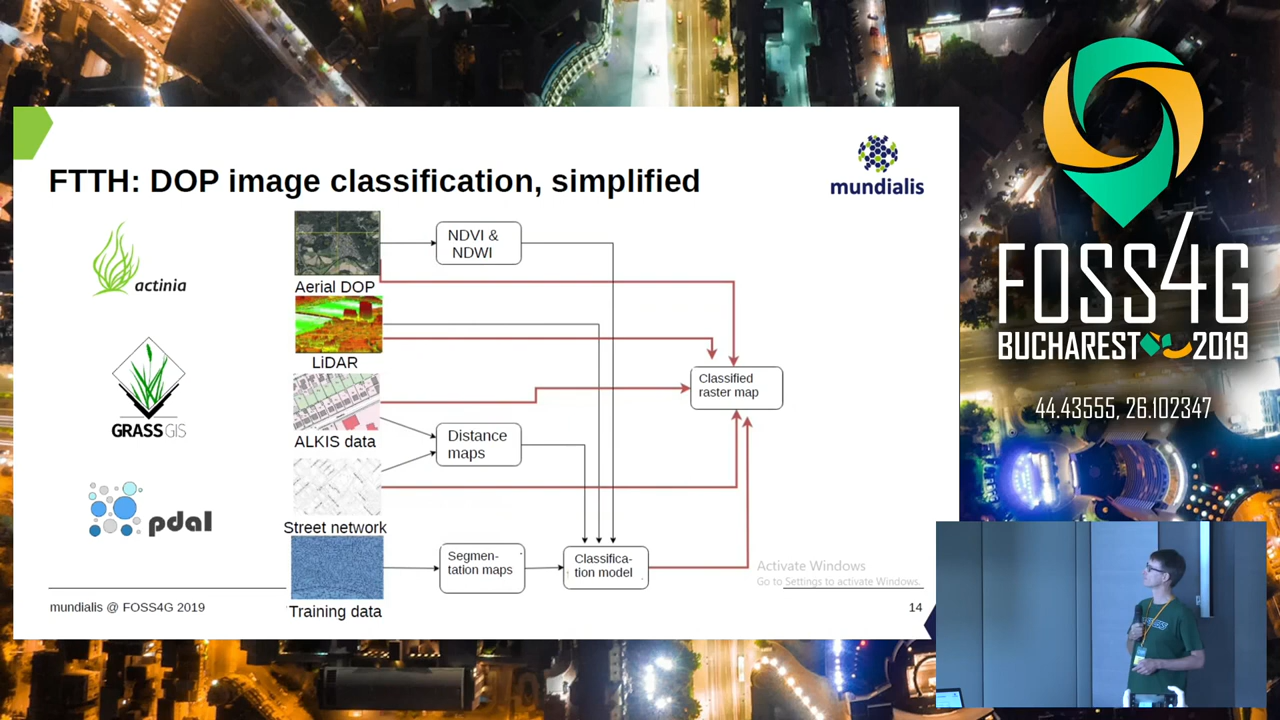 FTTH: DOP image classification, simplified
mundialis
actinia
GRASS GIS
pdal
Aerial DOP
LiDAR
ALKIS data
Street network
Training data
NDVI &
NDWI
Distance
maps
Segmen-
tation maps
Classifica-
tion model
Classified
raster map
Activate Windows
Go to Settings to activate Windows.
mundialis @ FOSS4G 2019
14
FOSS4G
BUCHAREST 2019
44.43555, 26.102347